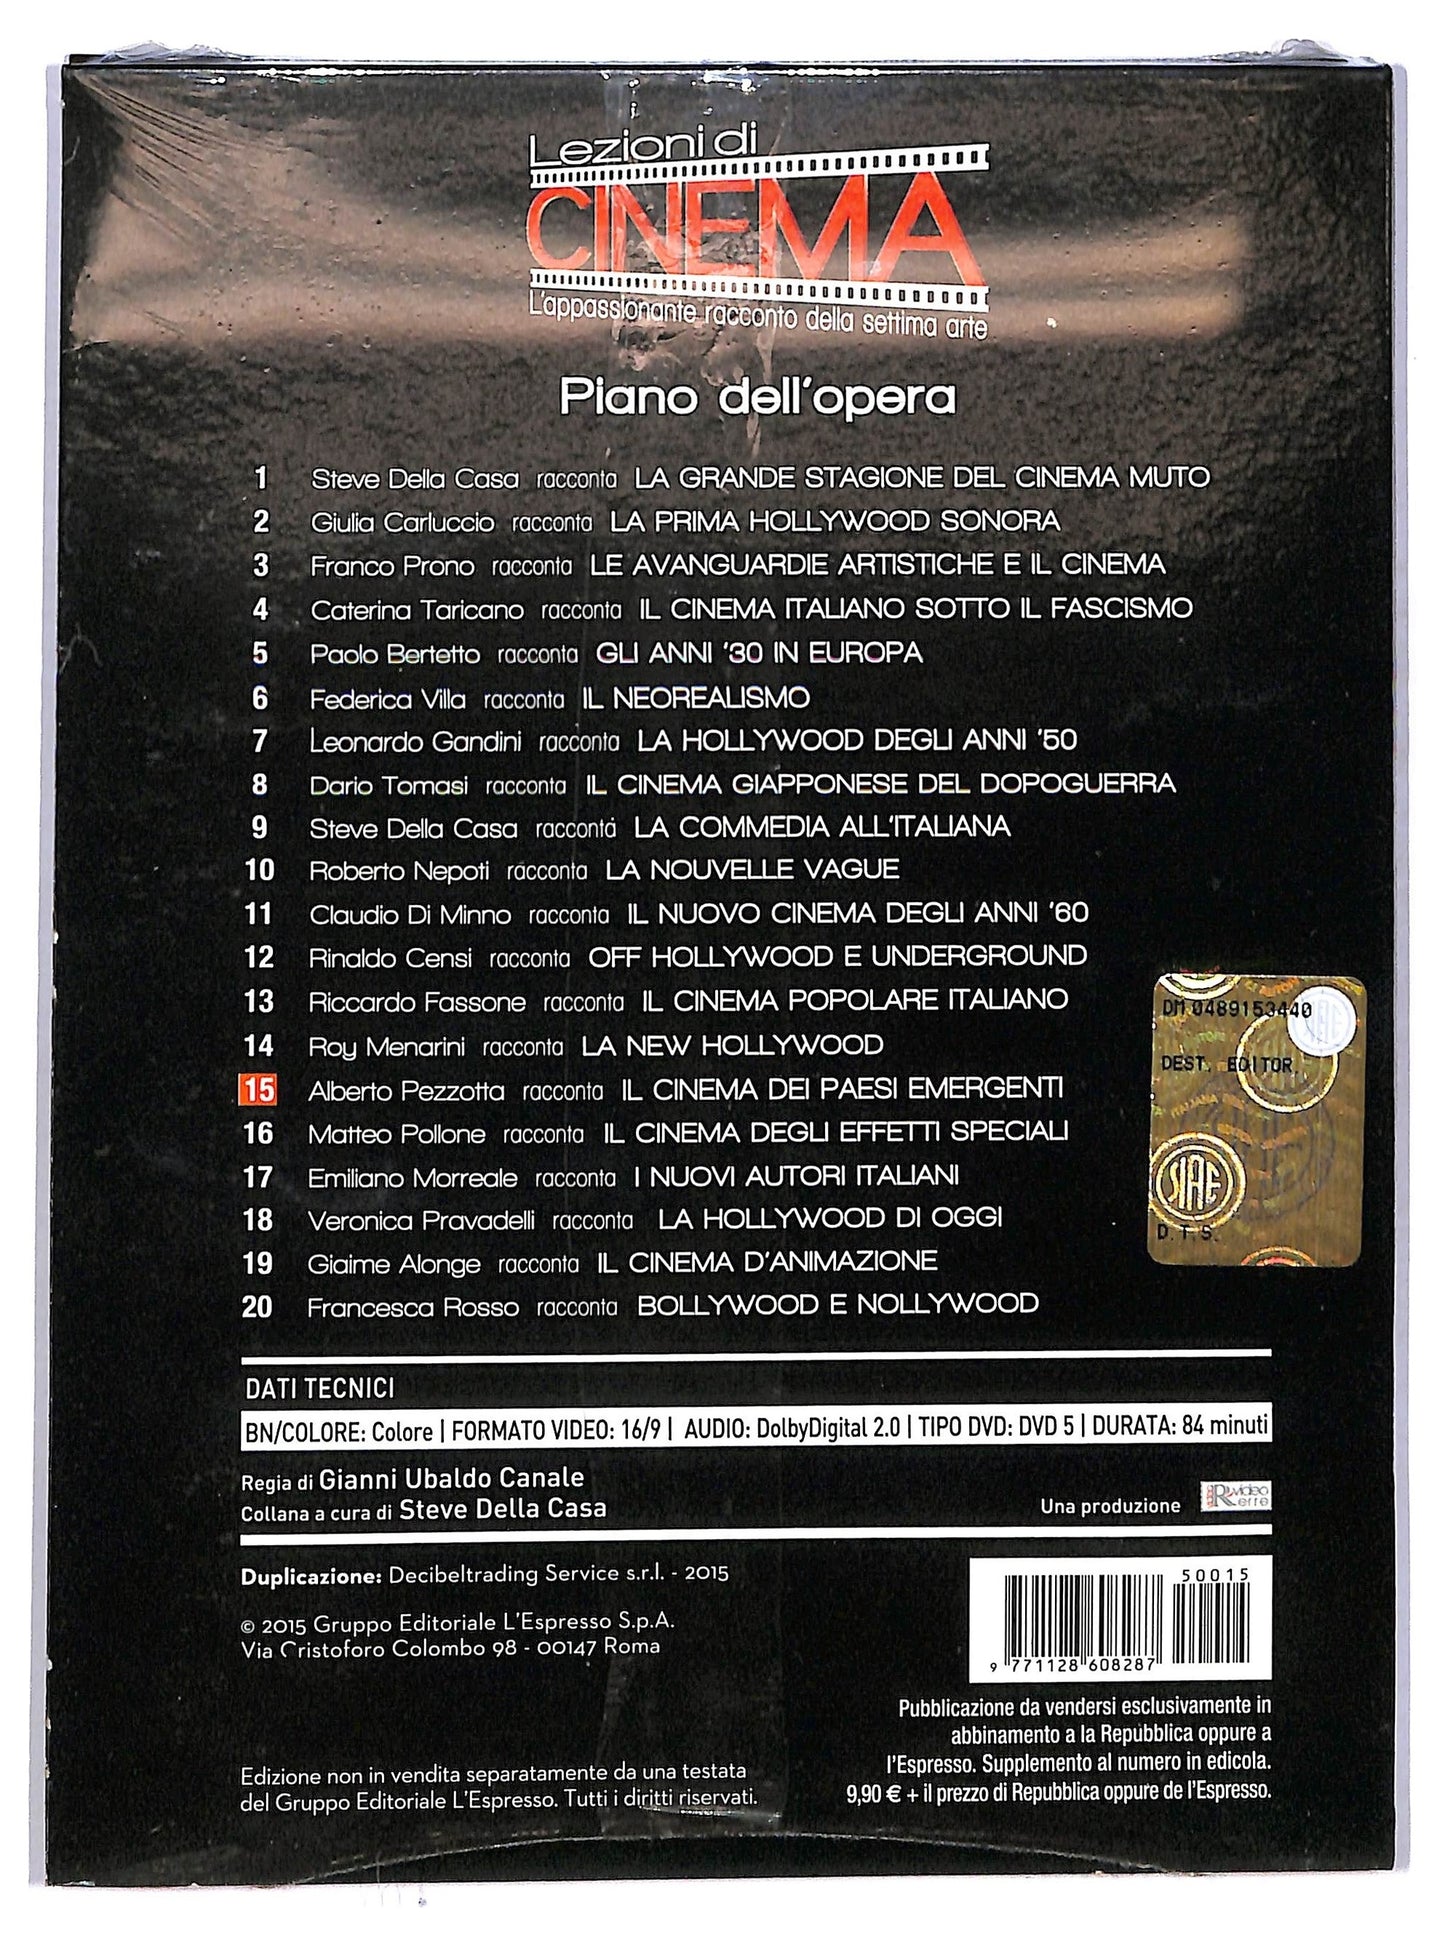 Lezioni di
CINEMA
L'appassionante racconto della settima arte
Piano dell'opera
1 Steve Della Casa racconta LA GRANDE STAGIONE DEL CINEMA MUTO
2 Giulia Carluccio racconta LA PRIMA HOLLYWOOD SONORA
3 Franco Prono racconta LE AVANGUARDIE ARTISTICHE E IL CINEMA
4 Caterina Taricano racconta IL CINEMA ITALIANO SOTTO IL FASCISMO
5 Paolo Bertetto racconta GLI ANNI '30 IN EUROPA
6 Federica Villa racconta IL NEOREALISMO
7 Leonardo Gandini racconta LA HOLLYWOOD DEGLI ANNI '50
8 Dario Tomasi racconta IL CINEMA GIAPPONESE DEL DOPOGUERRA
9 Steve Della Casa racconta LA COMMEDIA ALL'ITALIANA
10 Roberto Nepoti racconta LA NOUVELLE VAGUE
11 Claudio Di Minno racconta IL NUOVO CINEMA DEGLI ANNI '60
12 Rinaldo Censi racconta OFF HOLLYWOOD E UNDERGROUND
13 Riccardo Fassone racconta IL CINEMA POPOLARE ITALIANO
14 Roy Menarini racconta LA NEW HOLLYWOOD
15 Alberto Pezzotta racconta IL CINEMA DEI PAESI EMERGENTI
16 Matteo Pollone racconta IL CINEMA DEGLI EFFETTI SPECIALI
17 Emiliano Morreale racconta I NUOVI AUTORI ITALIANI
18 Veronica Pravadelli racconta LA HOLLYWOOD DI OGGI
19 Giaime Alonge racconta IL CINEMA D'ANIMAZIONE
20 Francesca Rosso racconta BOLLYWOOD E NOLLYWOOD
DM 0489153440
DEST. EDITOR.
SIAE
D.T.S.
DATI TECNICI
BN/COLORE: Colore | FORMATO VIDEO: 16/9 | AUDIO: DolbyDigital 2.0 | TIPO DVD: DVD 5 | DURATA: 84 minuti
Regia di Gianni Ubaldo Canale
Collana a cura di Steve Della Casa
Una produzione
Duplicazione: Decibeltrading Service s.r.l. - 2015
© 2015 Gruppo Editoriale L'Espresso S.p.A.
Via Cristoforo Colombo 98 - 00147 Roma
50015
9 771128 608287
Pubblicazione da vendersi esclusivamente in
abbinamento a la Repubblica oppure a
l'Espresso. Supplemento al numero in edicola.
9,90 € + il prezzo di Repubblica oppure de l'Espresso.
Edizione non in vendita separatamente da una testata
del Gruppo Editoriale L'Espresso. Tutti i diritti riservati.